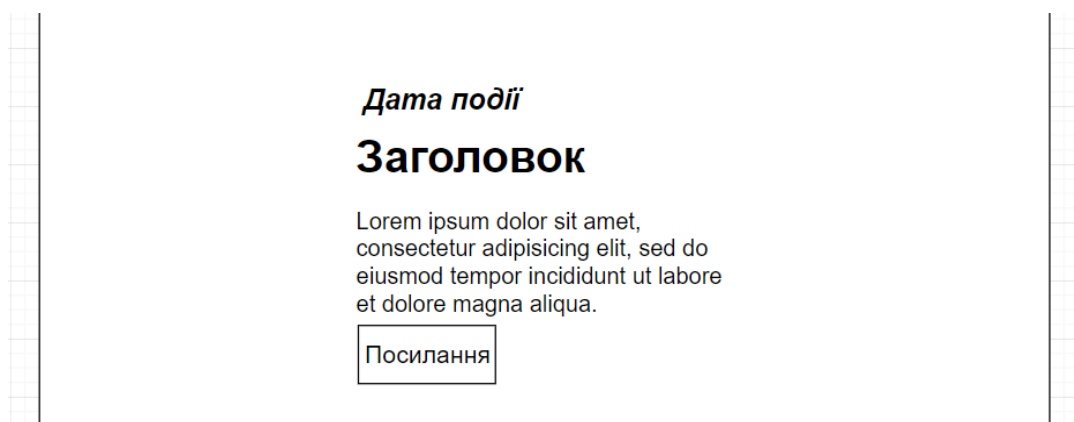 Дата події
Заголовок
Lorem ipsum dolor sit amet,
consectetur adipisicing elit, sed do
eiusmod tempor incididunt ut labore
et dolore magna aliqua.
Посилання